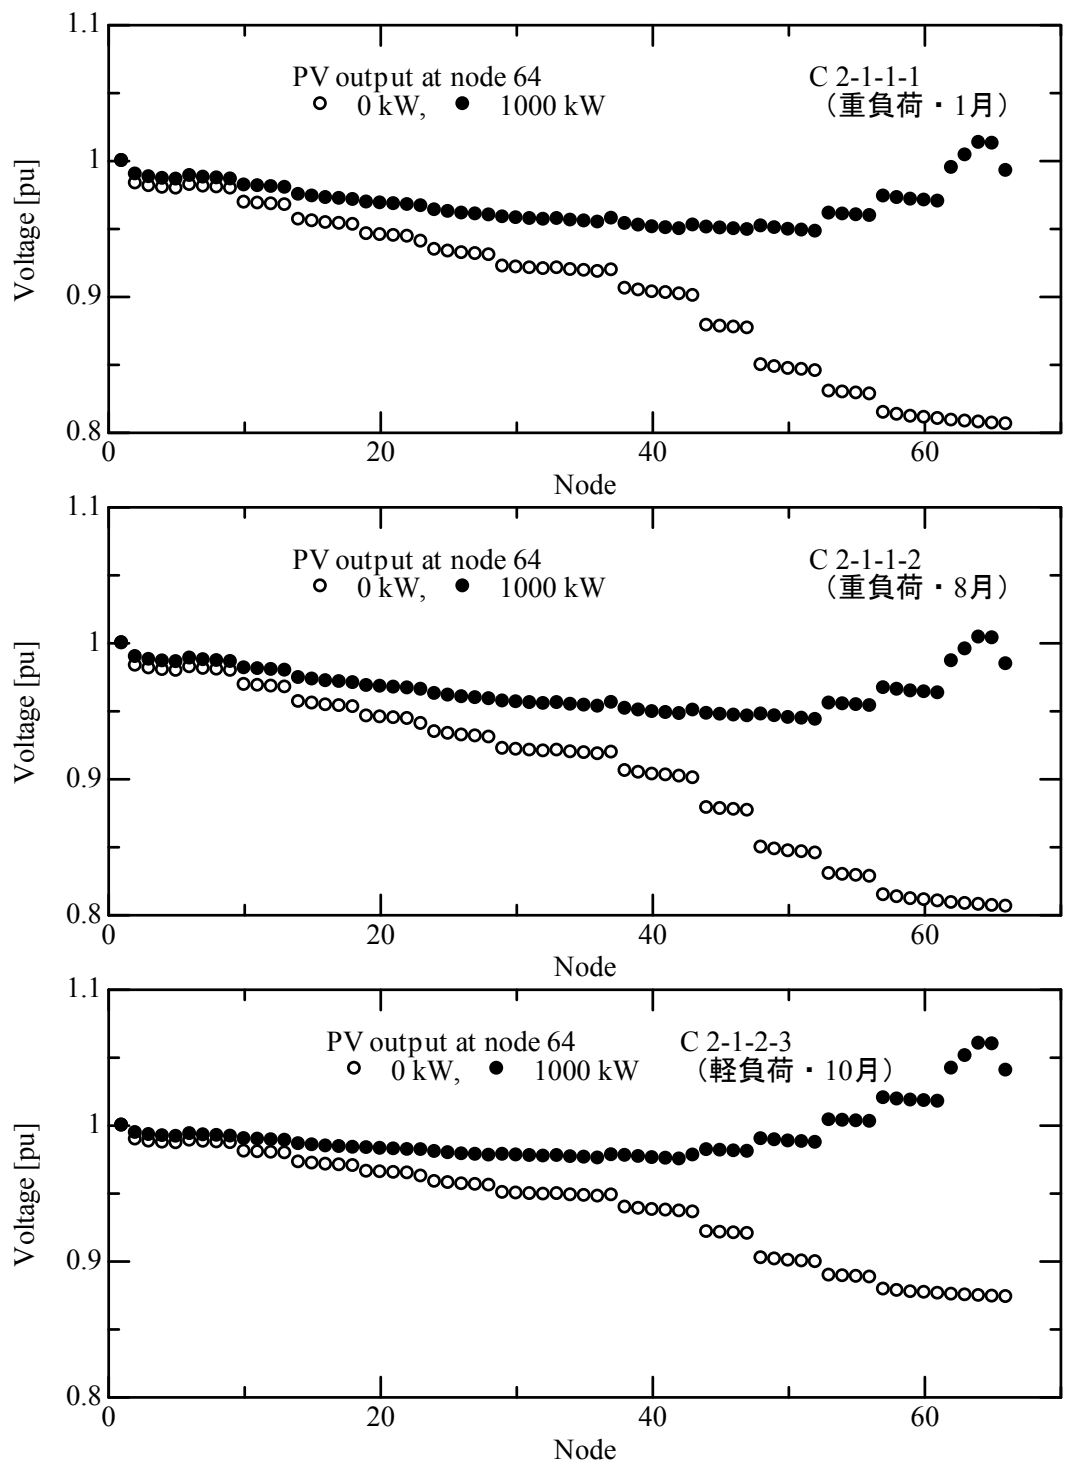 1.1
PV output at node 64
0 kW, 1000 kW
C 2-1-1-1
（重負荷・1月）
1
0.9
0.8
Voltage [pu]
0 20 40 60
Node
1.1
PV output at node 64
0 kW, 1000 kW
C 2-1-1-2
（重負荷・8月）
1
0.9
0.8
Voltage [pu]
0 20 40 60
Node
1.1
PV output at node 64
0 kW, 1000 kW
C 2-1-2-3
（軽負荷・10月）
1
0.9
0.8
Voltage [pu]
0 20 40 60
Node